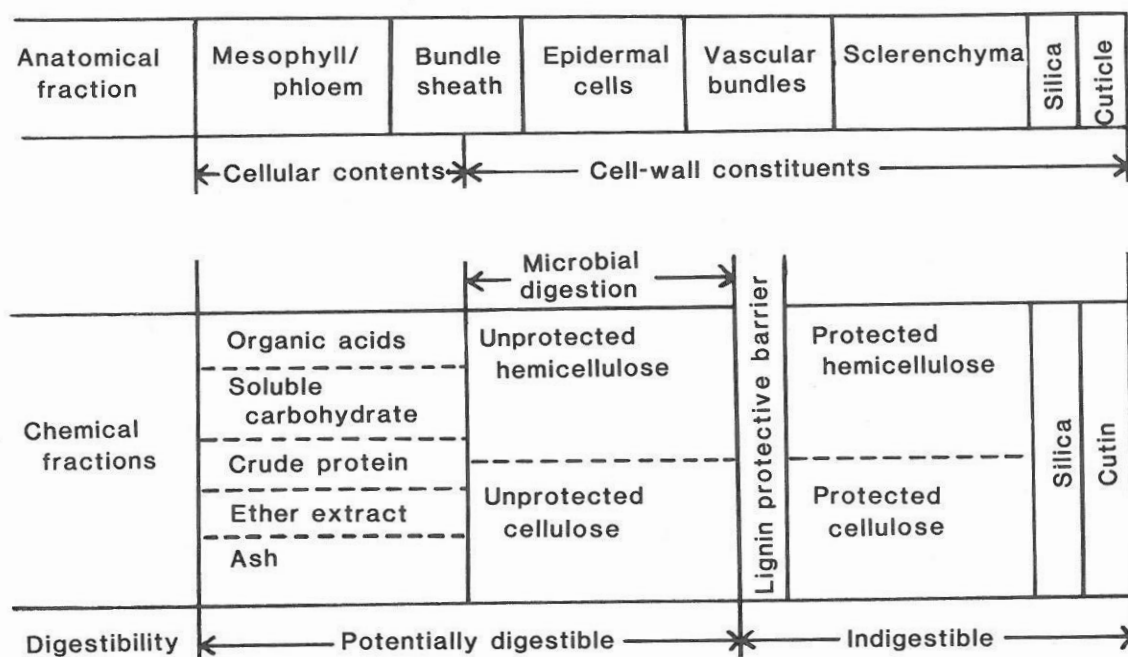 Anatomical
fraction
Mesophyll/
phloem
Bundle
sheath
Epidermal
cells
Vascular
bundles
Sclerenchyma
Silica
Cuticle
Cellular contents
Cell-wall constituents
Microbial
digestion
Lignin protective barrier
Chemical
fractions
Organic acids
Soluble
carbohydrate
Crude protein
Ether extract
Ash
Unprotected
hemicellulose
Unprotected
cellulose
Protected
hemicellulose
Protected
cellulose
Silica
Cutin
Digestibility
Potentially digestible
Indigestible